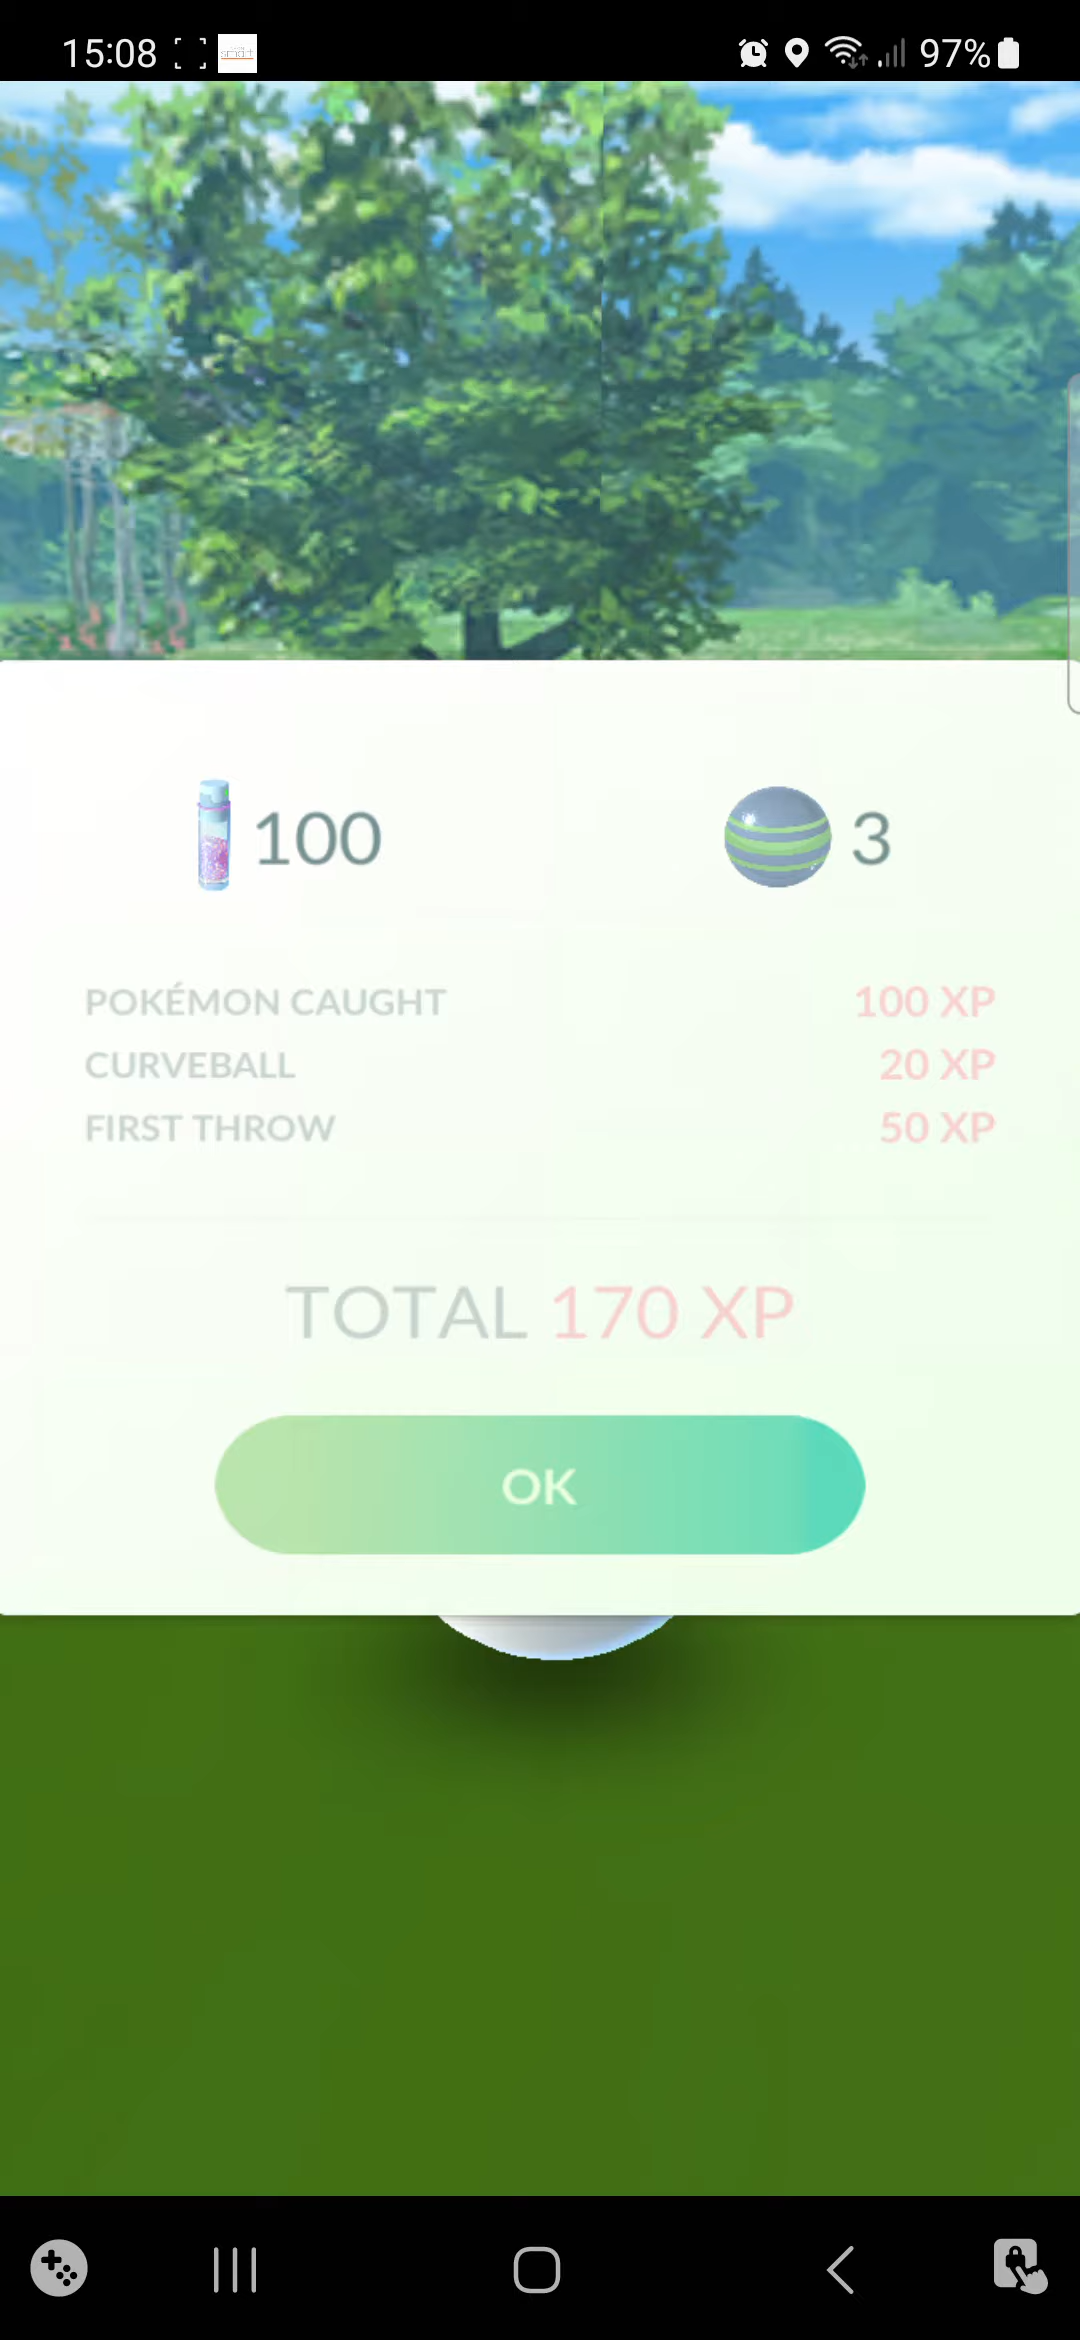 15:08
97%
100
3
POKÉMON CAUGHT 100 XP
CURVEBALL 20 XP
FIRST THROW 50 XP
TOTAL 170 XP
OK